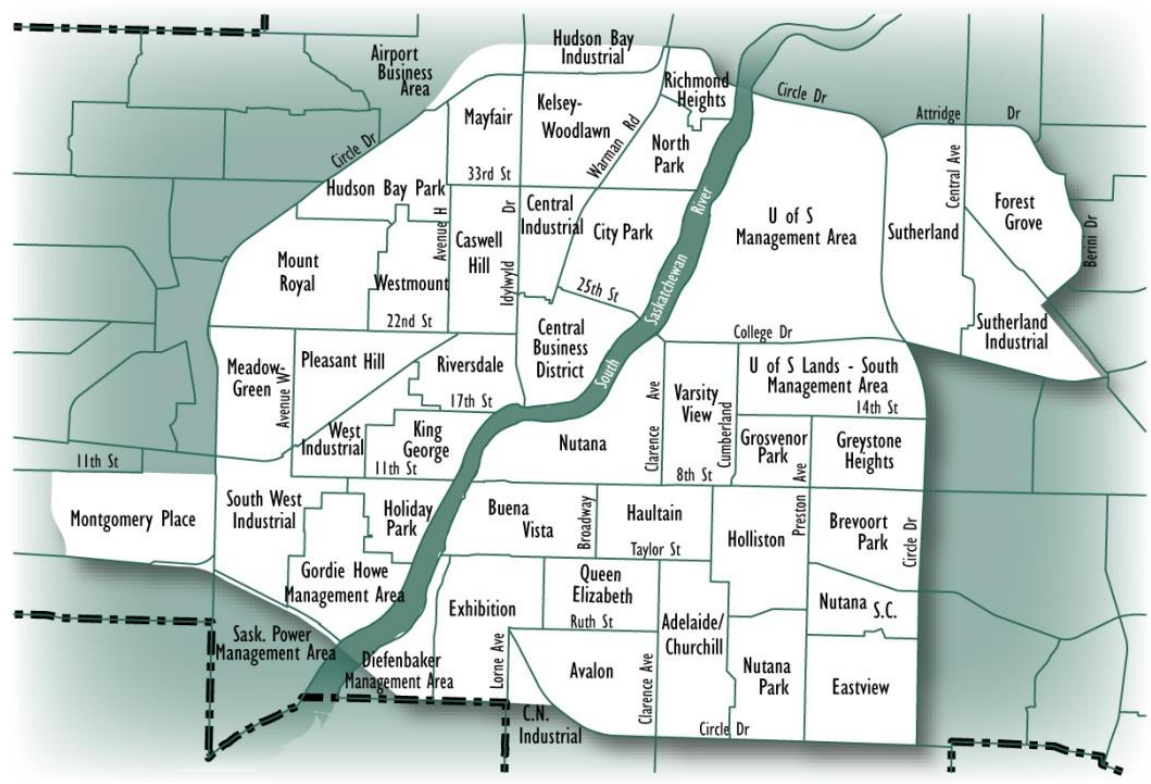 Hudson Bay
Industrial
Airport
Business
Area
Richmond
Heights
Circle Dr
Mayfair
Kelsey-
Woodlawn
Warman Rd
North
Park
Attridge Dr
Circle Dr
33rd St
Hudson Bay Park
Central Ave
Forest
Grove
Berini Dr
Avenue H
Caswell
Hill
Idylwyld Dr
Central
Industrial
City Park
U of S
Management Area
Sutherland
Mount
Royal
Westmount
25th St
South Saskatchewan River
22nd St
College Dr
Sutherland
Industrial
Central
Business
District
Meadow-
Green
Avenue W
Pleasant Hill
Riversdale
17th St
Clarence Ave
Varsity
View
Cumberland
U of S Lands - South
Management Area
14th St
West
Industrial
King
George
11th St
Nutana
8th St
Grosvenor
Park
Preston Ave
Greystone
Heights
11th St
Montgomery Place
South West
Industrial
Holiday
Park
Buena
Vista
Broadway
Haultain
Taylor St
Holliston
Brevoort
Park
Circle Dr
Gordie Howe
Management Area
Exhibition
Queen
Elizabeth
Ruth St
Adelaide/
Churchill
Nutana S.C.
Sask. Power
Management Area
Diefenbaker
Management Area
Lorne Ave
Avalon
Clarence Ave
Nutana
Park
Eastview
C.N.
Industrial
Circle Dr